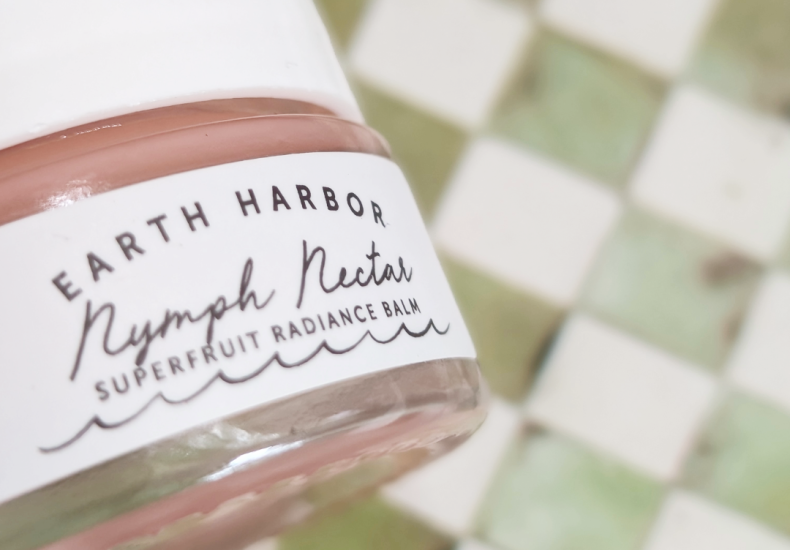 EARTH HARBOR
Nymph Nectar
SUPERFRUIT RADIANCE BALM